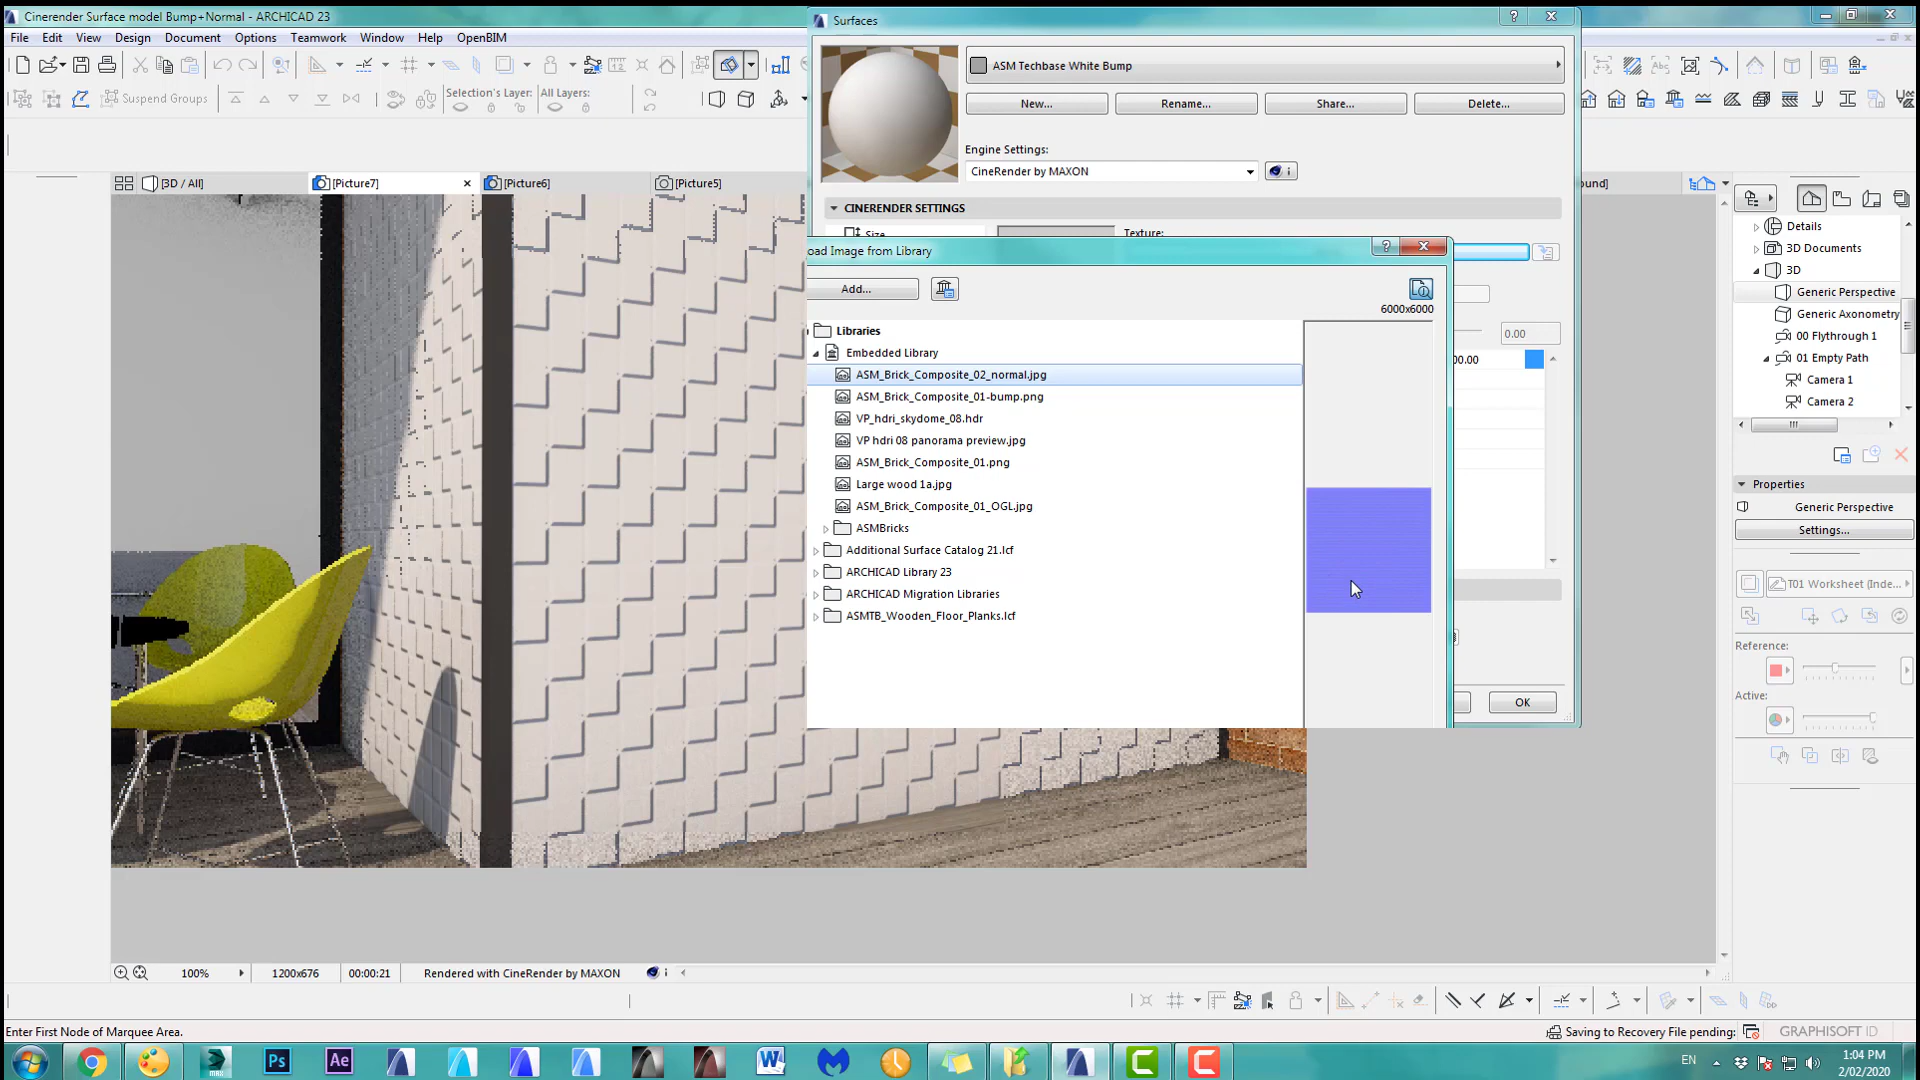 Cinerender Surface model Bump+Normal - ARCHICAD 23
File Edit View Design Document Options Teamwork Window Help OpenBIM
Suspend Groups
Selection's Layer:
All Layers:
[3D / All]
[Picture7]
[Picture6]
[Picture5]
Surfaces
ASM Techbase White Bump
New...
Rename...
Share...
Delete...
Engine Settings:
CineRender by MAXON
CINERENDER SETTINGS
Size
Texture:
oad Image from Library
Add...
6000x6000
Libraries
Embedded Library
ASM_Brick_Composite_02_normal.jpg
ASM_Brick_Composite_01-bump.png
VP_hdri_skydome_08.hdr
VP hdri 08 panorama preview.jpg
ASM_Brick_Composite_01.png
Large wood 1a.jpg
ASM_Brick_Composite_01_OGL.jpg
ASMBricks
Additional Surface Catalog 21.lcf
ARCHICAD Library 23
ARCHICAD Migration Libraries
ASMTB_Wooden_Floor_Planks.lcf
0.00
00.00
OK
ound]
Details
3D Documents
3D
Generic Perspective
Generic Axonometry
00 Flythrough 1
01 Empty Path
Camera 1
Camera 2
Properties
Generic Perspective
Settings...
T01 Worksheet (Inde...
Reference:
Active:
100%
1200x676
00:00:21
Rendered with CineRender by MAXON
Enter First Node of Marquee Area.
Saving to Recovery File pending:
GRAPHISOFT ID
MAX
Ps
Ae
EN
1:04 PM
2/02/2020